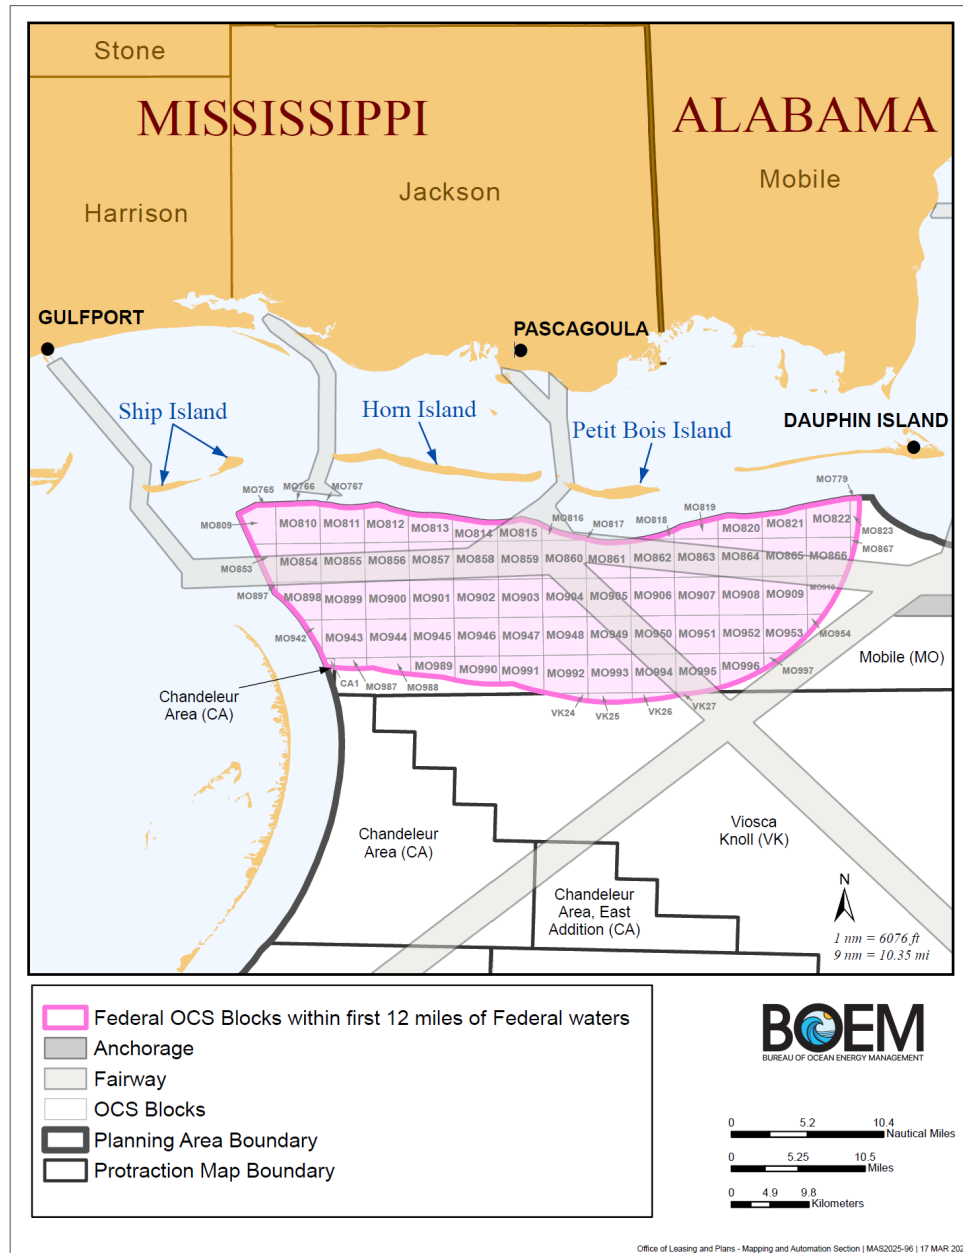 Stone
MISSISSIPPI
ALABAMA
Mobile
Jackson
Harrison
GULFPORT
PASCAGOULA
Ship Island
Horn Island
Petit Bois Island
DAUPHIN ISLAND
MO765
MO766
MO767
MO779
MO809
MO810
MO811
MO812
MO813
MO814
MO815
MO816
MO817
MO818
MO819
MO820
MO821
MO822
MO823
MO853
MO854
MO855
MO856
MO857
MO858
MO859
MO860
MO861
MO862
MO863
MO864
MO865
MO866
MO867
MO897
MO898
MO899
MO900
MO901
MO902
MO903
MO904
MO905
MO906
MO907
MO908
MO909
MO910
MO942
MO943
MO944
MO945
MO946
MO947
MO948
MO949
MO950
MO951
MO952
MO953
MO954
CA1
MO987
MO988
MO989
MO990
MO991
MO992
MO993
MO994
MO995
MO996
MO997
VK24
VK25
VK26
VK27
Mobile (MO)
Chandeleur
Area (CA)
Chandeleur
Area (CA)
Viosca
Knoll (VK)
Chandeleur
Area, East
Addition (CA)
N
1 nm = 6076 ft
9 nm = 10.35 mi
Federal OCS Blocks within first 12 miles of Federal waters
Anchorage
Fairway
OCS Blocks
Planning Area Boundary
Protraction Map Boundary
BOEM
BUREAU OF OCEAN ENERGY MANAGEMENT
0 5.2 10.4
Nautical Miles
0 5.25 10.5
Miles
0 4.9 9.8
Kilometers
Office of Leasing and Plans - Mapping and Automation Section | MAS2025-96 | 17 MAR 202